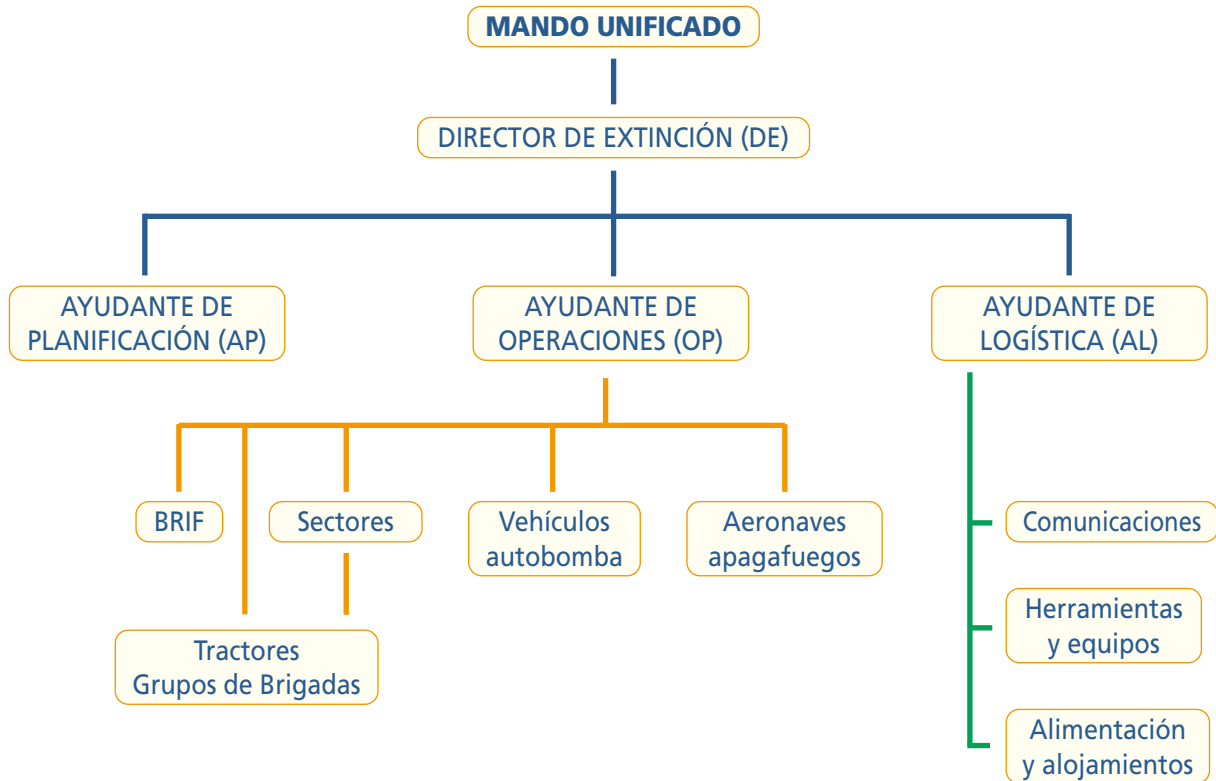 MANDO UNIFICADO
DIRECTOR DE EXTINCIÓN (DE)
AYUDANTE DE
PLANIFICACIÓN (AP)
AYUDANTE DE
OPERACIONES (OP)
AYUDANTE DE
LOGÍSTICA (AL)
BRIF
Sectores
Vehículos
autobomba
Aeronaves
apagafuegos
Tractores
Grupos de Brigadas
Comunicaciones
Herramientas
y equipos
Alimentación
y alojamientos